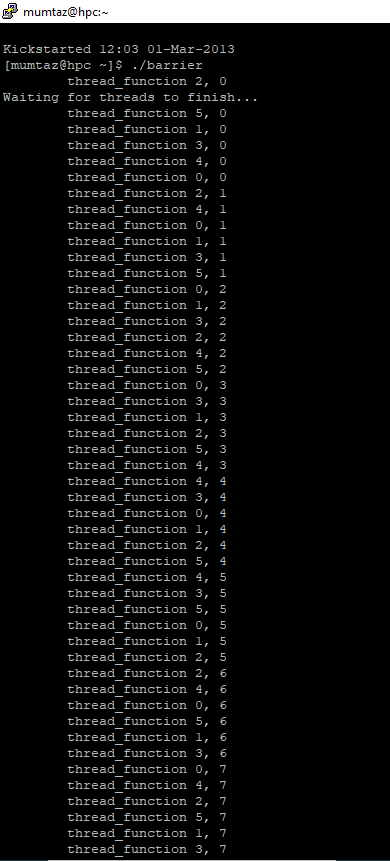 mumtaz@hpc:~
Kickstarted 12:03 01-Mar-2013
[mumtaz@hpc ~]$ ./barrier
thread_function 2, 0
Waiting for threads to finish...
thread_function 5, 0
thread_function 1, 0
thread_function 3, 0
thread_function 4, 0
thread_function 0, 0
thread_function 2, 1
thread_function 4, 1
thread_function 0, 1
thread_function 1, 1
thread_function 3, 1
thread_function 5, 1
thread_function 0, 2
thread_function 1, 2
thread_function 3, 2
thread_function 2, 2
thread_function 4, 2
thread_function 5, 2
thread_function 0, 3
thread_function 3, 3
thread_function 1, 3
thread_function 2, 3
thread_function 5, 3
thread_function 4, 3
thread_function 4, 4
thread_function 3, 4
thread_function 0, 4
thread_function 1, 4
thread_function 2, 4
thread_function 5, 4
thread_function 4, 5
thread_function 3, 5
thread_function 5, 5
thread_function 0, 5
thread_function 1, 5
thread_function 2, 5
thread_function 2, 6
thread_function 4, 6
thread_function 0, 6
thread_function 5, 6
thread_function 1, 6
thread_function 3, 6
thread_function 0, 7
thread_function 4, 7
thread_function 2, 7
thread_function 5, 7
thread_function 1, 7
thread_function 3, 7